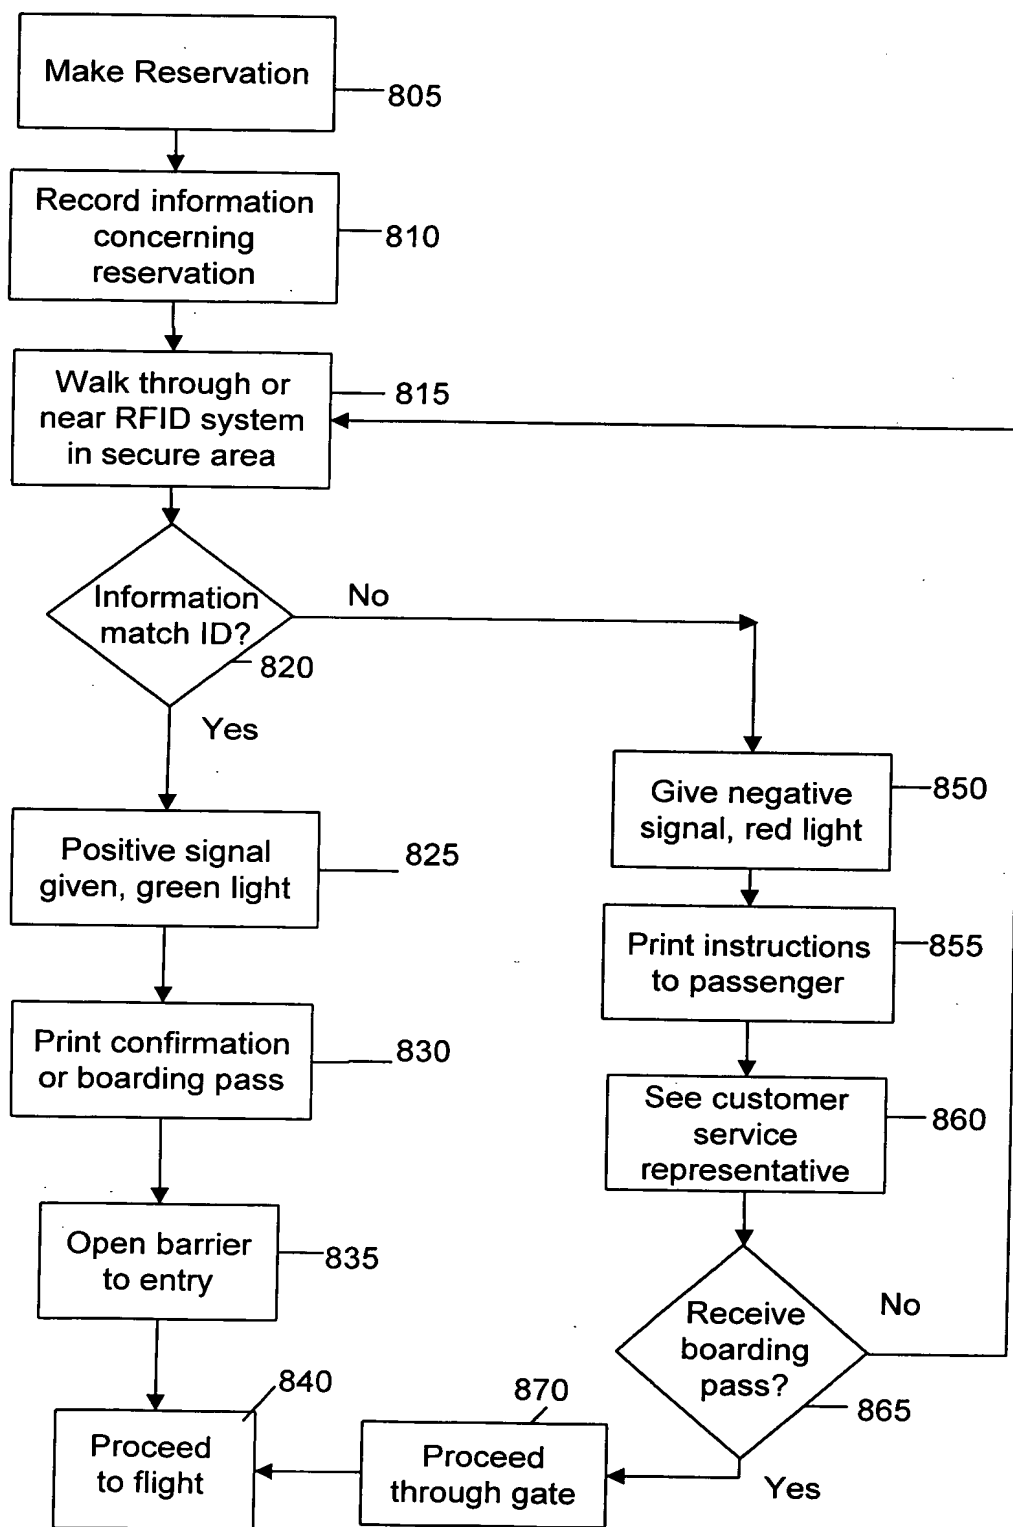 Make Reservation
805
Record information
concerning
reservation
810
Walk through or
near RFID system
in secure area
815
Information
match ID?
820
No
Yes
Positive signal
given, green light
825
Print confirmation
or boarding pass
830
Open barrier
to entry
835
840
Proceed
to flight
Give negative
signal, red light
850
Print instructions
to passenger
855
See customer
service
representative
860
Receive
boarding
pass?
865
No
Yes
870
Proceed
through gate